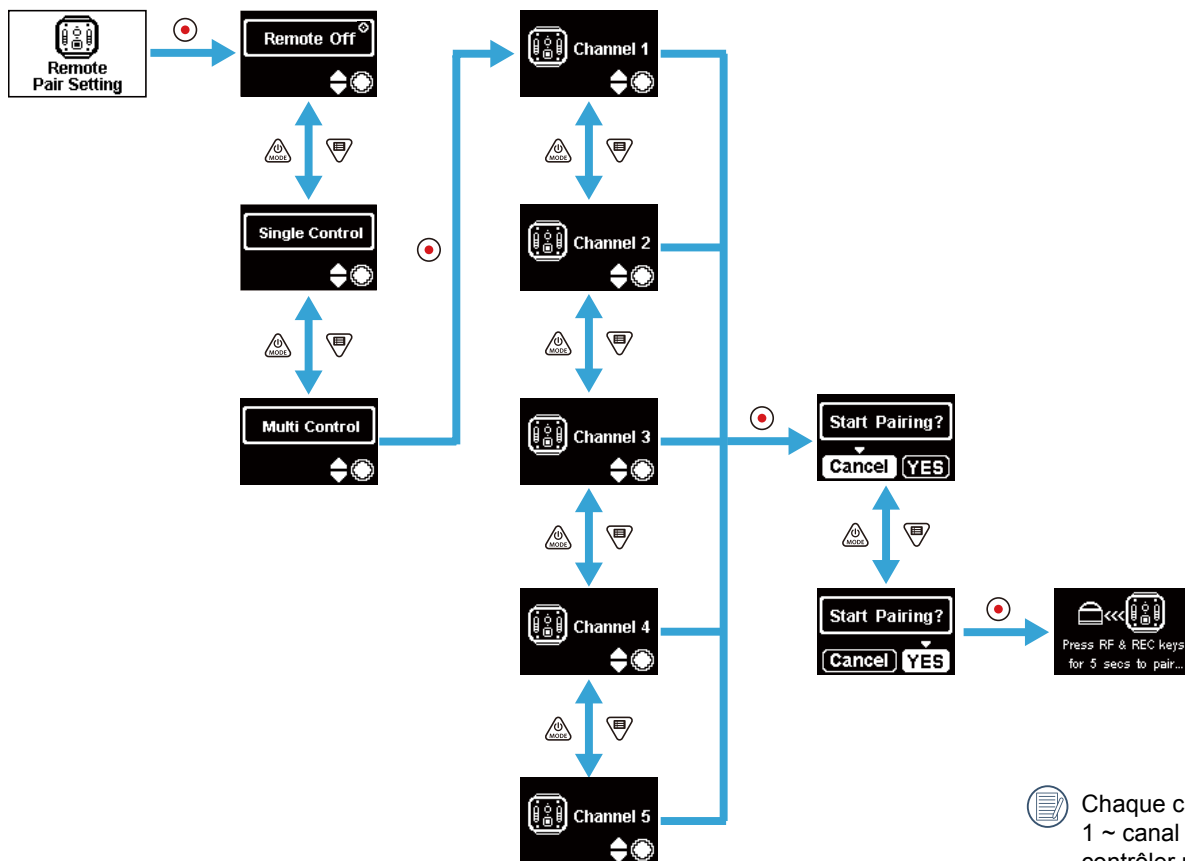 Remote
Pair Setting
Remote Off
MODE
Single Control
MODE
Multi Control
Channel 1
MODE
Channel 2
MODE
Channel 3
MODE
Channel 4
MODE
Channel 5
Start Pairing?
Cancel YES
MODE
Start Pairing?
Cancel YES
Press RF & REC keys
for 5 secs to pair...
Chaque c
1 ~ canal